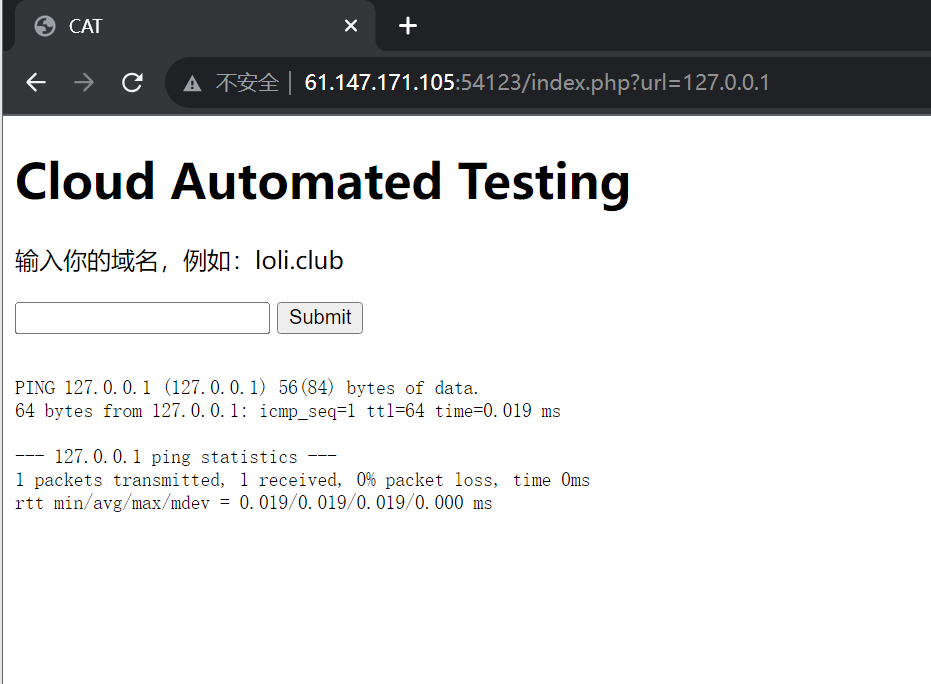 CAT
不安全 | 61.147.171.105:54123/index.php?url=127.0.0.1
Cloud Automated Testing
输入你的域名，例如：loli.club
Submit
PING 127.0.0.1 (127.0.0.1) 56(84) bytes of data.
64 bytes from 127.0.0.1: icmp_seq=1 ttl=64 time=0.019 ms
--- 127.0.0.1 ping statistics ---
1 packets transmitted, 1 received, 0% packet loss, time 0ms
rtt min/avg/max/mdev = 0.019/0.019/0.019/0.000 ms